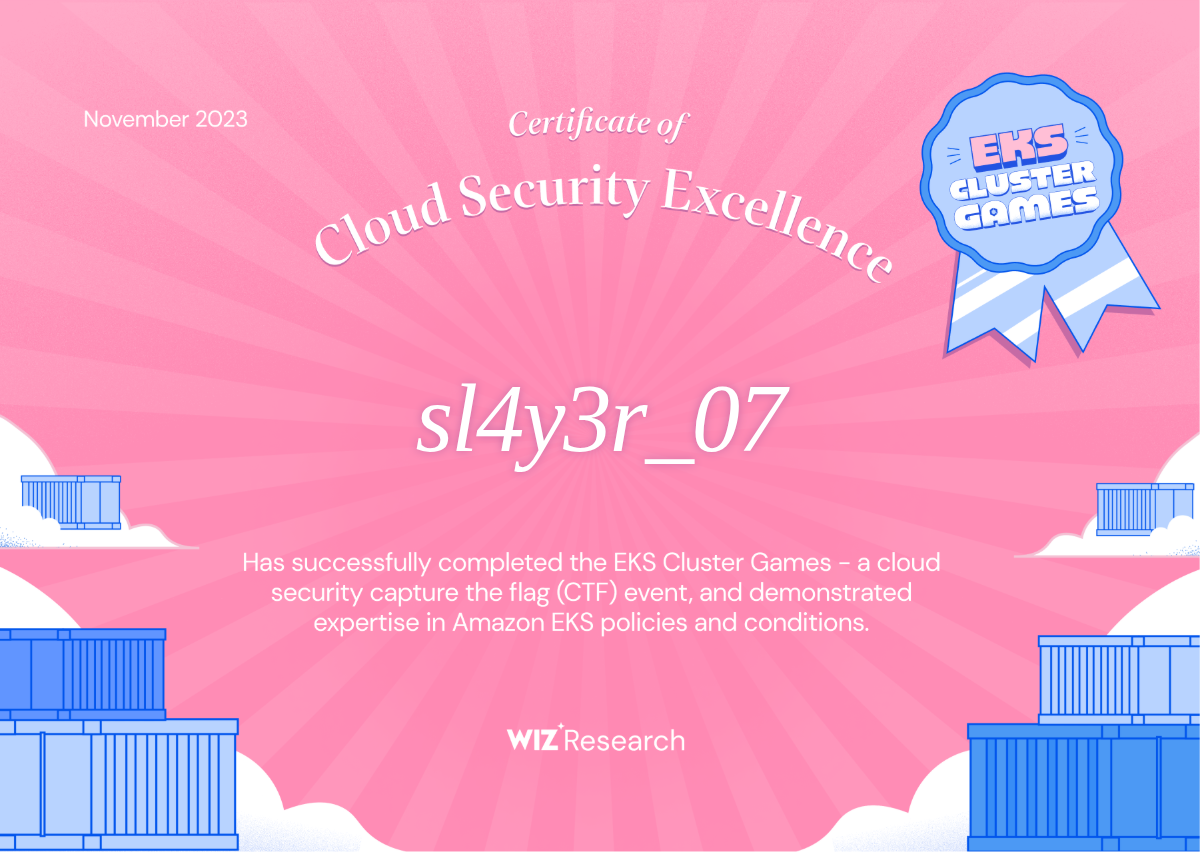 November 2023
Certificate of
Cloud Security Excellence
EKS
CLUSTER
GAMES
sl4y3r_07
Has successfully completed the EKS Cluster Games – a cloud
security capture the flag (CTF) event, and demonstrated
expertise in Amazon EKS policies and conditions.
WIZ Research